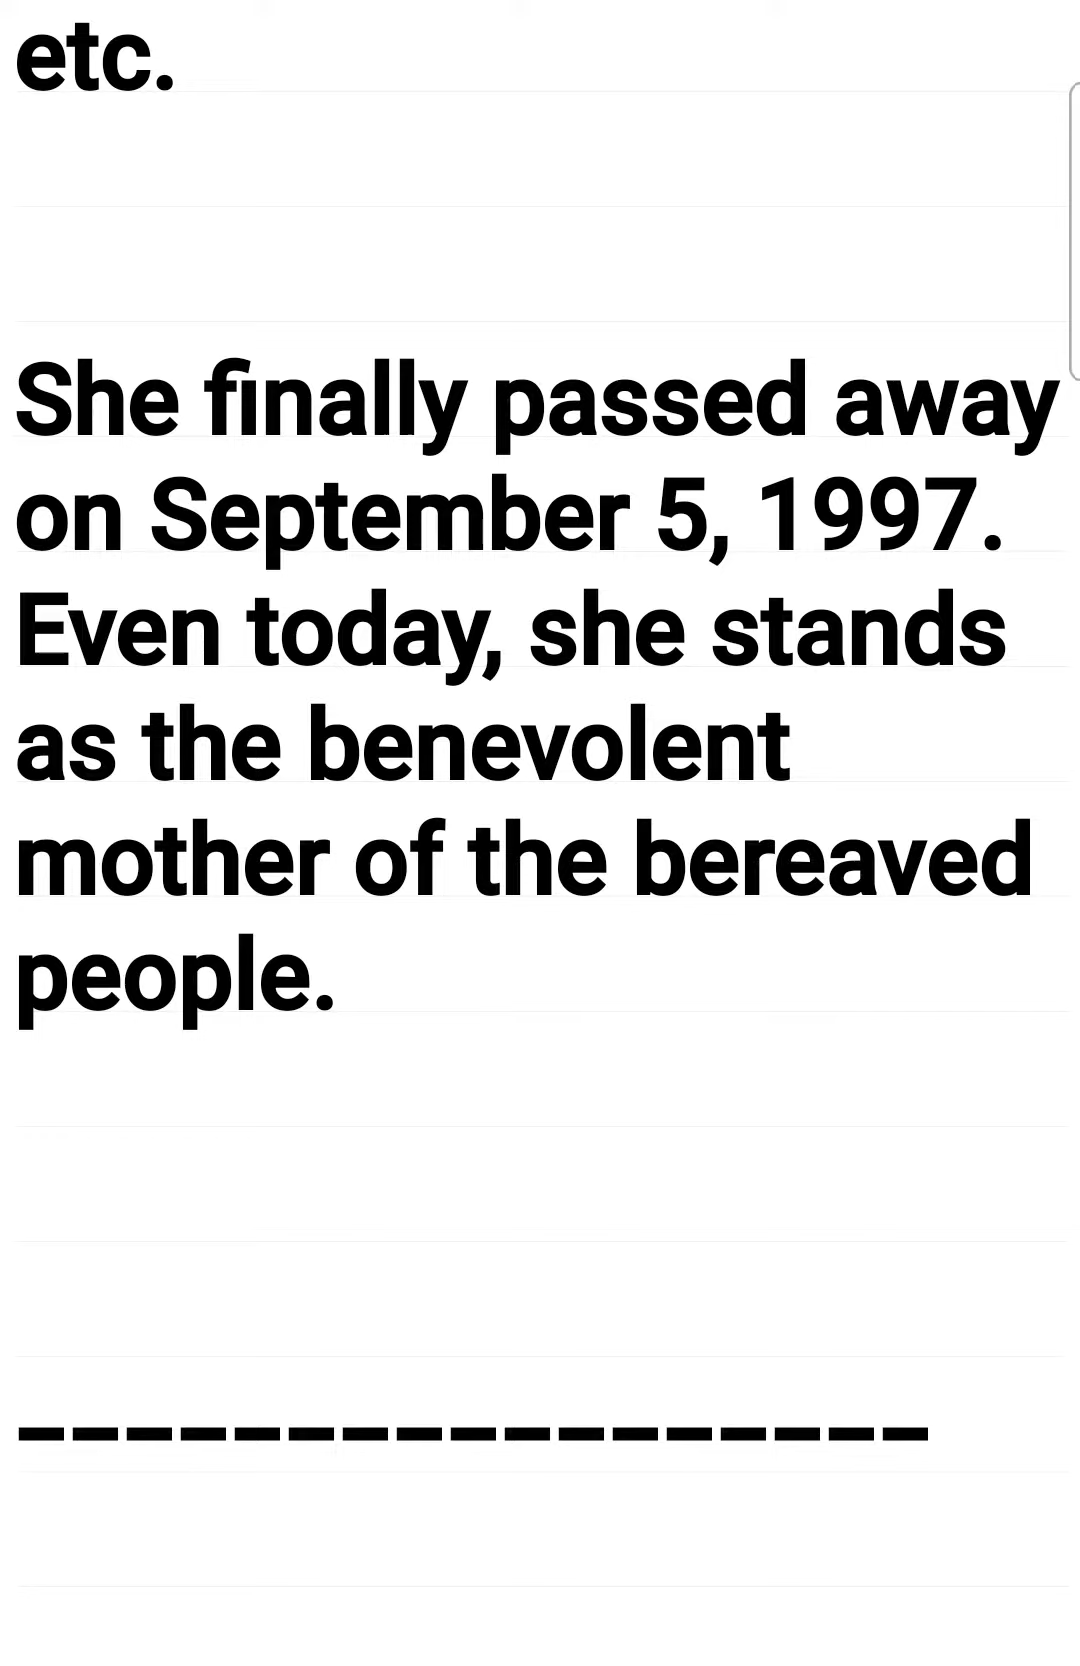 etc.
She finally passed away
on September 5, 1997.
Even today, she stands
as the benevolent
mother of the bereaved
people.
_________________